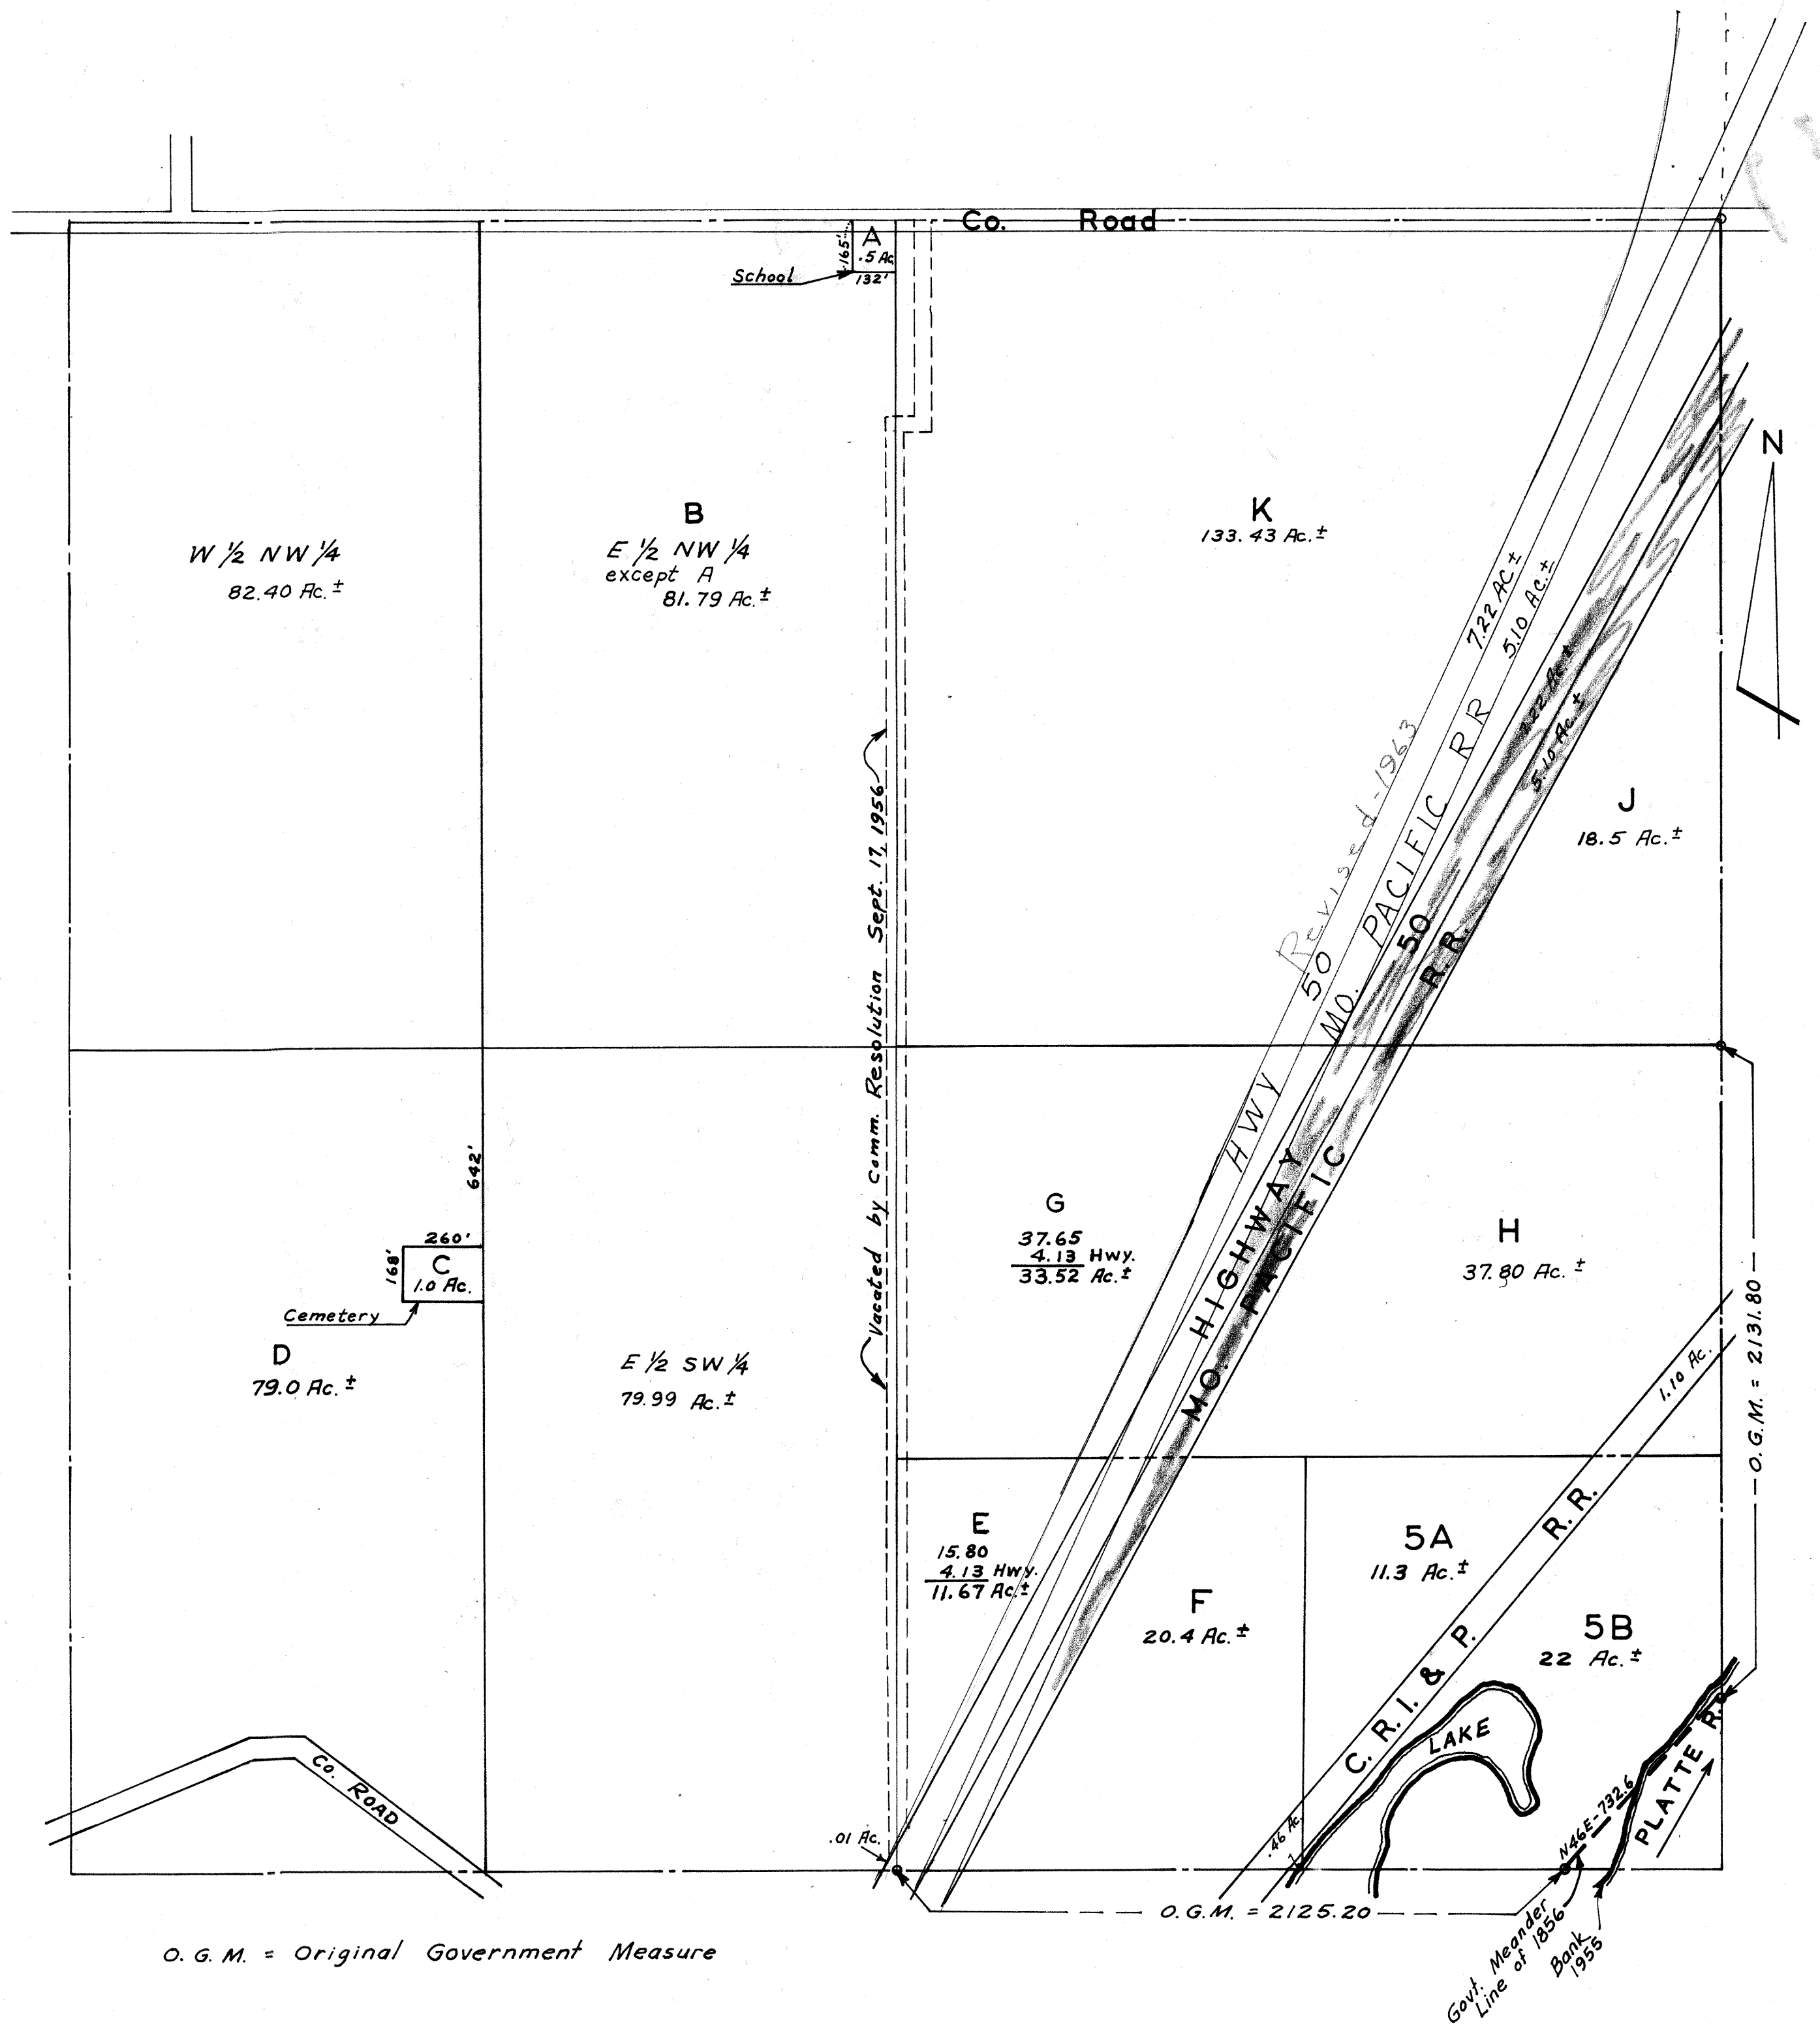 Co. Road
A
.5 Ac.
165'
132'
School
N
W 1/2 NW 1/4
82.40 Ac. ±
B
E 1/2 NW 1/4
except A
81.79 Ac. ±
K
133.43 Ac. ±
7.22 AC ±
5.10 AC. ±
7.22 Ac. ±
5.10 Ac. ±
Revised - 1963
HWY 50
MO. PACIFIC RR
HIGHWAY 50
MO. PACIFIC R.R.
J
18.5 Ac. ±
Vacated by Comm. Resolution Sept. 17, 1956
642'
260'
168'
C
1.0 Ac.
Cemetery
D
79.0 Ac. ±
E 1/2 SW 1/4
79.99 Ac. ±
G
37.65
4.13 Hwy.
33.52 Ac. ±
H
37.80 Ac. ±
1.10 Ac.
O.G.M. = 2131.80
E
15.80
4.13 Hwy.
11.67 Ac. ±
F
20.4 Ac. ±
5A
11.3 Ac. ±
5B
22 Ac. ±
C. R. I. & P. R. R.
LAKE
PLATTE R.
N46E-732.6
.46 Ac.
Co. ROAD
.01 Ac.
O.G.M. = 2125.20
Govt. Meander
Line of 1856
Bank
1955
O. G. M. = Original Government Measure